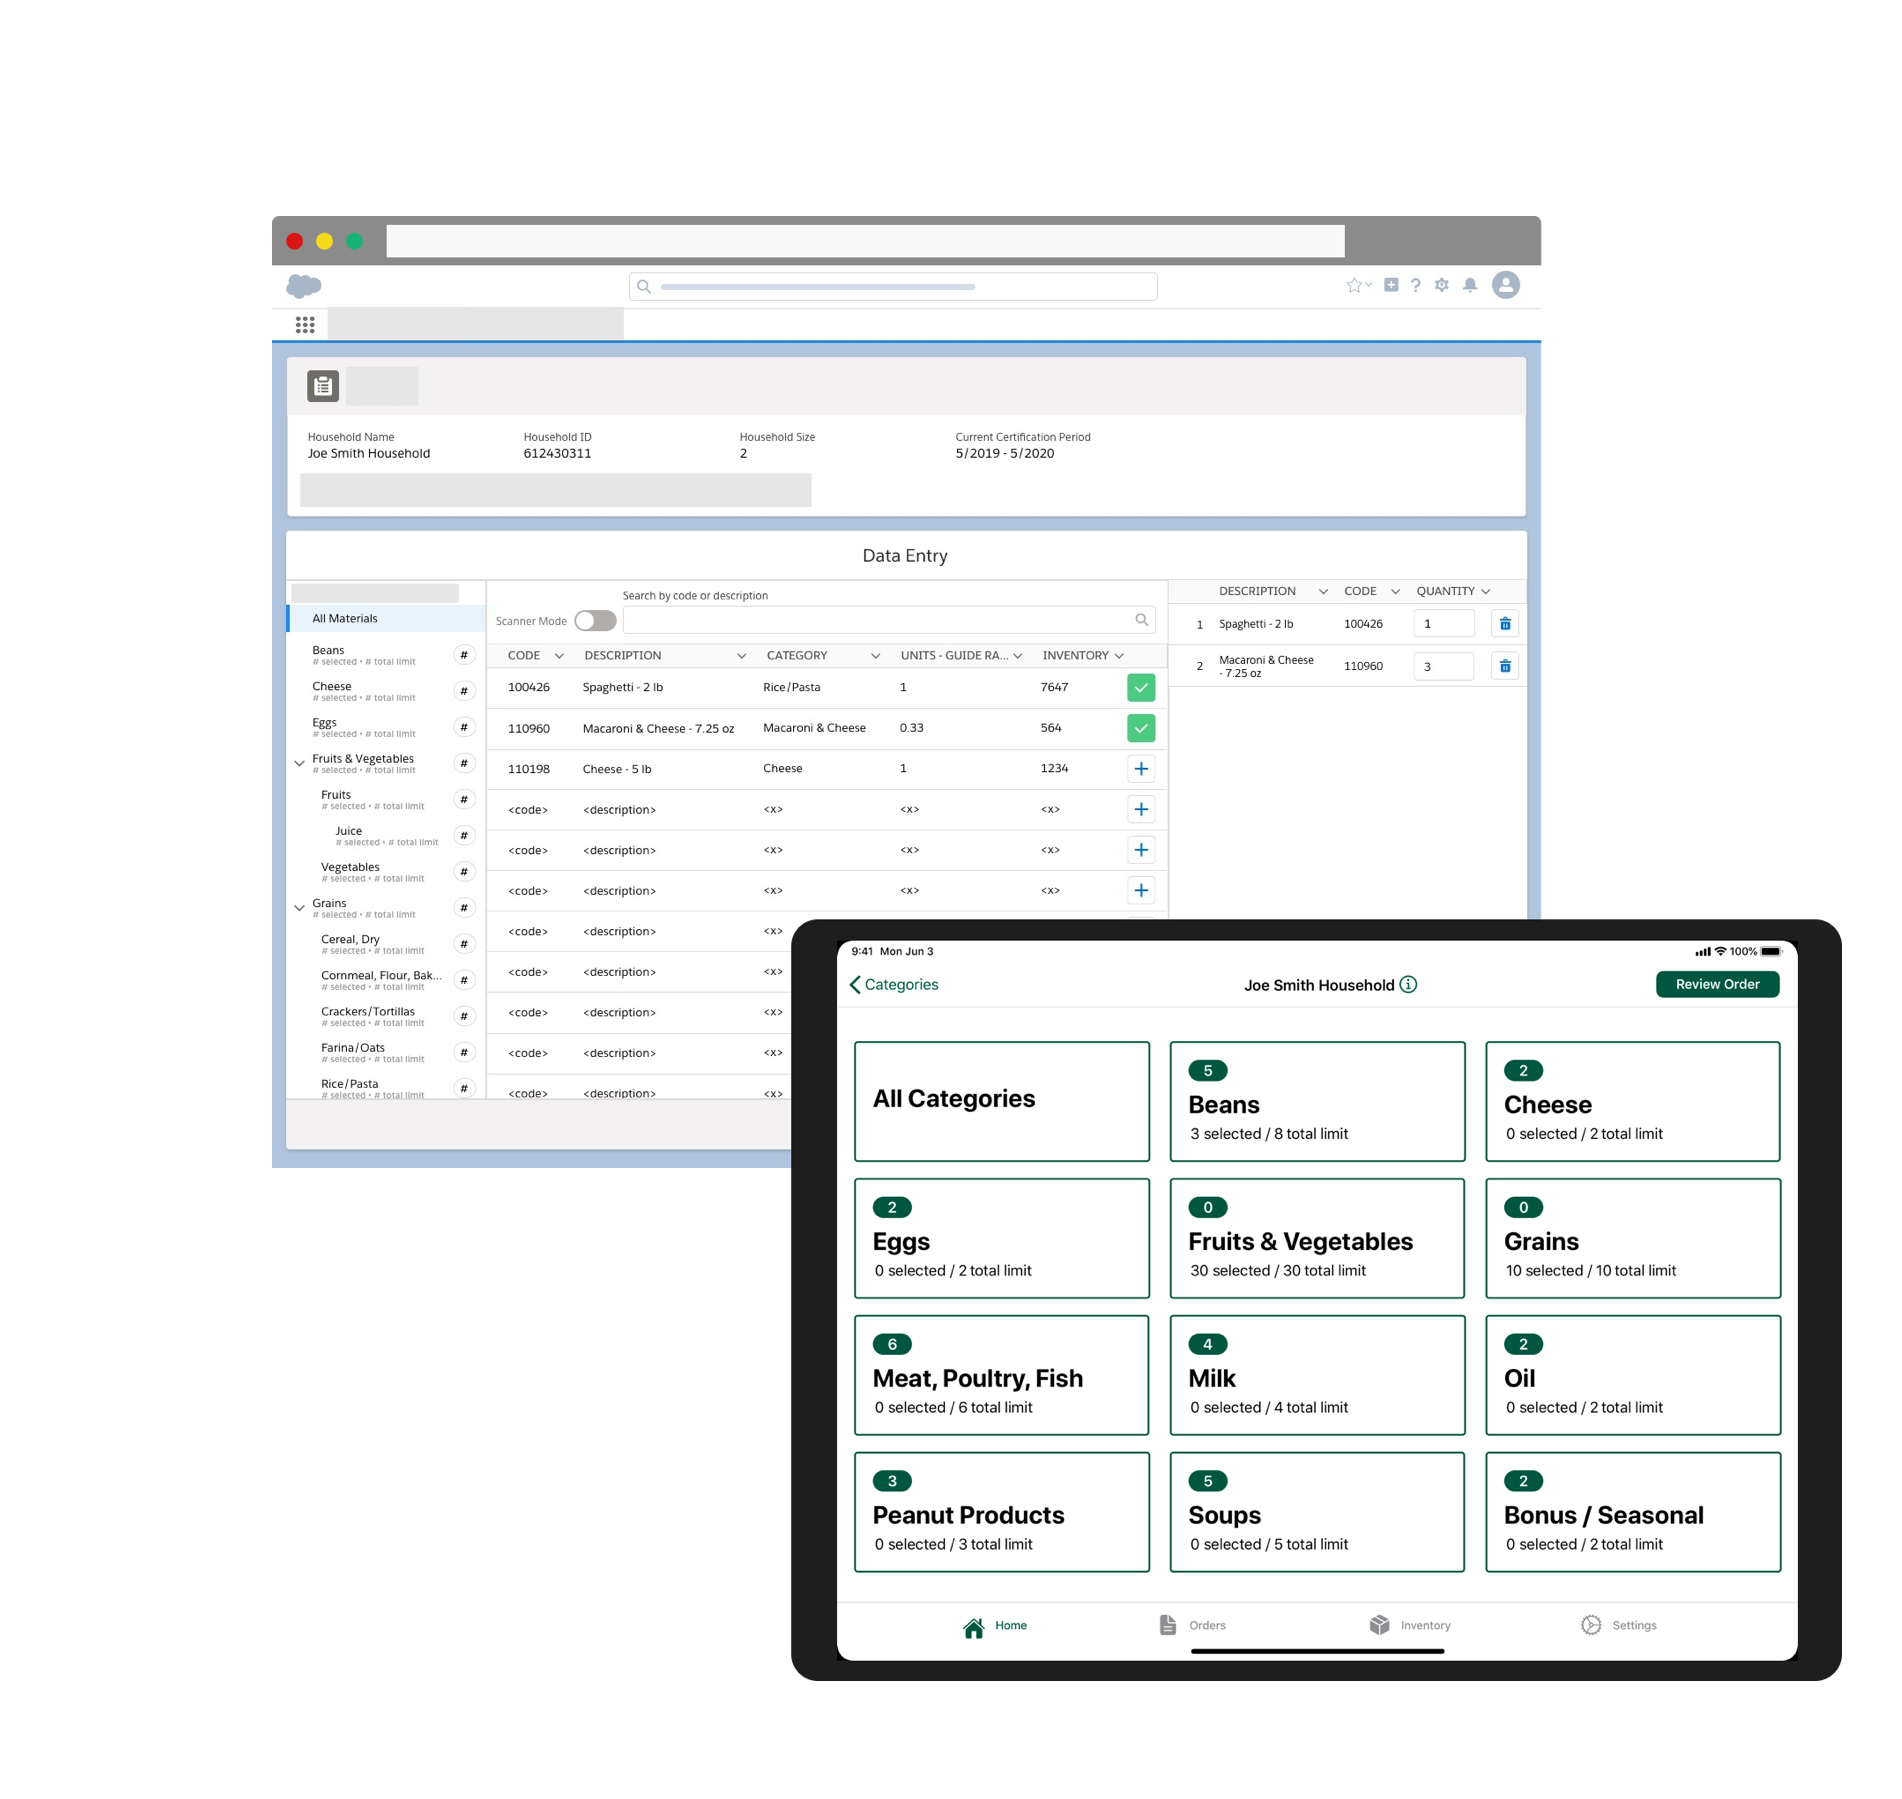 Household Name
Household ID
Household Size
Current Certification Period
Joe Smith Household
612430311
2
5/2019 - 5/2020
Data Entry
All Materials
Beans
# selected • # total limit
#
Cheese
# selected • # total limit
#
Eggs
# selected • # total limit
#
Fruits & Vegetables
# selected • # total limit
#
Fruits
# selected • # total limit
#
Juice
# selected • # total limit
#
Vegetables
# selected • # total limit
#
Grains
# selected • # total limit
#
Cereal, Dry
# selected • # total limit
#
Cornmeal, Flour, Bak...
# selected • # total limit
#
Crackers/Tortillas
# selected • # total limit
#
Farina/Oats
# selected • # total limit
#
Rice/Pasta
# selected • # total limit
#
Search by code or description
Scanner Mode
CODE DESCRIPTION CATEGORY UNITS - GUIDE RA... INVENTORY
100426 Spaghetti - 2 lb Rice/Pasta 1 7647
110960 Macaroni & Cheese - 7.25 oz Macaroni & Cheese 0.33 564
110198 Cheese - 5 lb Cheese 1 1234
<code> <description> <x> <x> <x>
<code> <description> <x> <x> <x>
<code> <description> <x> <x> <x>
<code> <description> <x>
<code> <description> <x>
<code> <description> <x>
<code> <description> <x>
<code> <description> <x>
DESCRIPTION CODE QUANTITY
1 Spaghetti - 2 lb 100426 1
2 Macaroni & Cheese - 7.25 oz 110960 3
9:41 Mon Jun 3
100%
Categories
Joe Smith Household
Review Order
All Categories
5
Beans
3 selected / 8 total limit
2
Cheese
0 selected / 2 total limit
2
Eggs
0 selected / 2 total limit
0
Fruits & Vegetables
30 selected / 30 total limit
0
Grains
10 selected / 10 total limit
6
Meat, Poultry, Fish
0 selected / 6 total limit
4
Milk
0 selected / 4 total limit
2
Oil
0 selected / 2 total limit
3
Peanut Products
0 selected / 3 total limit
5
Soups
0 selected / 5 total limit
2
Bonus / Seasonal
0 selected / 2 total limit
Home
Orders
Inventory
Settings